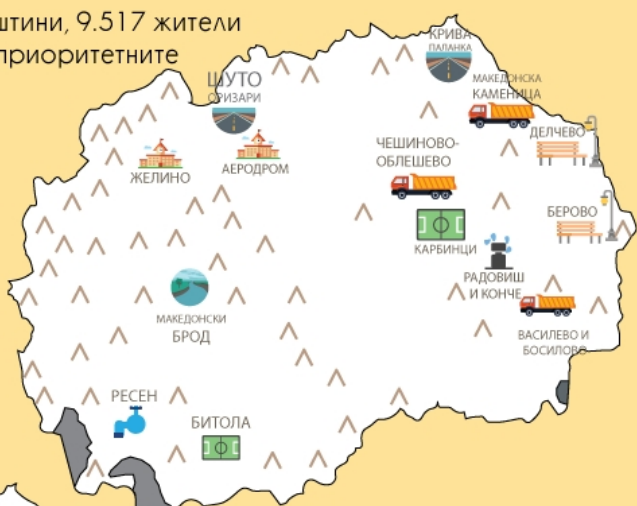 штини, 9.517 жители
приоритетните
КРИВА
ПАЛАНКА
ШУТО
ОРИЗАРИ
МАКЕДОНСКА
КАМЕНИЦА
ДЕЛЧЕВО
ЧЕШИНОВО-
ОБЛЕШЕВО
ЖЕЛИНО
АЕРОДРОМ
БЕРОВО
КАРБИНЦИ
РАДОВИШ
И КОНЧЕ
МАКЕДОНСКИ
БРОД
ВАСИЛЕВО И
БОСИЛОВО
РЕСЕН
БИТОЛА